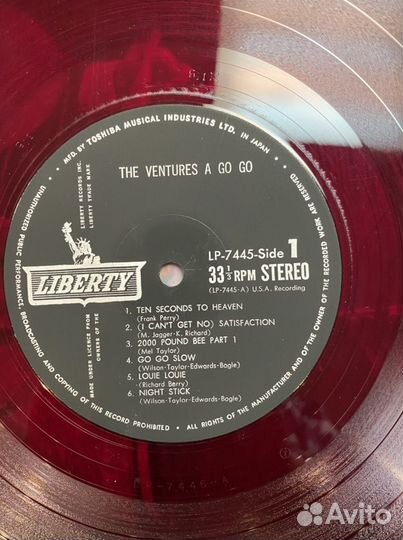 MFD. BY TOSHIBA MUSICAL INDUSTRIES LTD. IN JAPAN.
ALL RIGHTS OF THE MANUFACTURER AND OF THE OWNER OF THE RECORDED WORK ARE RESERVED
UNAUTHORIZED PUBLIC PERFORMANCE, BROADCASTING AND COPYING OF THIS RECORD PROHIBITED
LIBERTY RECORDS INC.
LIBERTY TRADE MARK
MADE UNDER LICENCE FROM
OWNERS OF THE
THE VENTURES A GO GO
LIBERTY
LP-7445-Side 1
33 1/3 RPM STEREO
(LP-7445-A) U.S.A. Recording
1. TEN SECONDS TO HEAVEN
(Frank Perry)
2. (I CAN'T GET NO) SATISFACTION
(M. Jagger-K. Richard)
3. 2000 POUND BEE PART 1
(Mel Taylor)
4. GO GO SLOW
(Wilson-Taylor-Edwards-Bogle)
5. LOUIE LOUIE
(Richard Berry)
6. NIGHT STICK
(Wilson-Taylor-Edwards-Bogle)
Avito